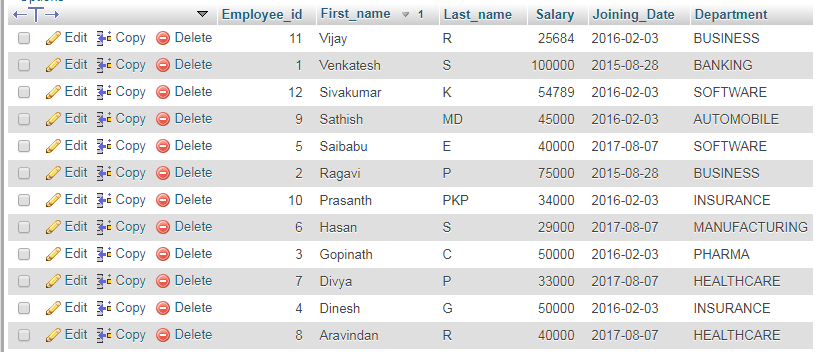 Options
Employee_id First_name 1 Last_name Salary Joining_Date Department
Edit Copy Delete 11 Vijay R 25684 2016-02-03 BUSINESS
Edit Copy Delete 1 Venkatesh S 100000 2015-08-28 BANKING
Edit Copy Delete 12 Sivakumar K 54789 2016-02-03 SOFTWARE
Edit Copy Delete 9 Sathish MD 45000 2016-02-03 AUTOMOBILE
Edit Copy Delete 5 Saibabu E 40000 2017-08-07 SOFTWARE
Edit Copy Delete 2 Ragavi P 75000 2015-08-28 BUSINESS
Edit Copy Delete 10 Prasanth PKP 34000 2016-02-03 INSURANCE
Edit Copy Delete 6 Hasan S 29000 2017-08-07 MANUFACTURING
Edit Copy Delete 3 Gopinath C 50000 2016-02-03 PHARMA
Edit Copy Delete 7 Divya P 33000 2017-08-07 HEALTHCARE
Edit Copy Delete 4 Dinesh G 50000 2016-02-03 INSURANCE
Edit Copy Delete 8 Aravindan R 40000 2017-08-07 HEALTHCARE